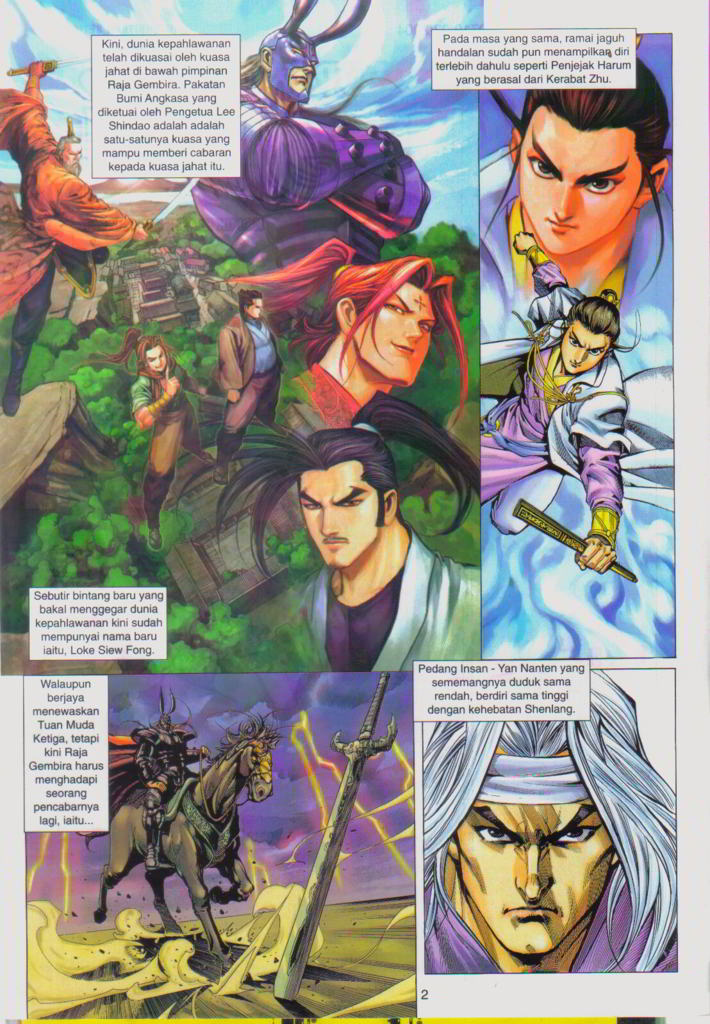 Kini, dunia kepahlawanan
telah dikuasai oleh kuasa
jahat di bawah pimpinan
Raja Gembira. Pakatan
Bumi Angkasa yang
diketuai oleh Pengetua Lee
Shindao adalah adalah
satu-satunya kuasa yang
mampu memberi cabaran
kepada kuasa jahat itu.
Pada masa yang sama, ramai jaguh
handalan sudah pun menampilkan diri
terlebih dahulu seperti Penjejak Harum
yang berasal dari Kerabat Zhu.
Sebutir bintang baru yang
bakal menggegar dunia
kepahlawanan kini sudah
mempunyai nama baru
iaitu, Loke Siew Fong.
Walaupun
berjaya
menewaskan
Tuan Muda
Ketiga, tetapi
kini Raja
Gembira harus
menghadapi
seorang
pencabarnya
lagi, iaitu...
Pedang Insan - Yan Nanten yang
sememangnya duduk sama
rendah, berdiri sama tinggi
dengan kehebatan Shenlang.
2